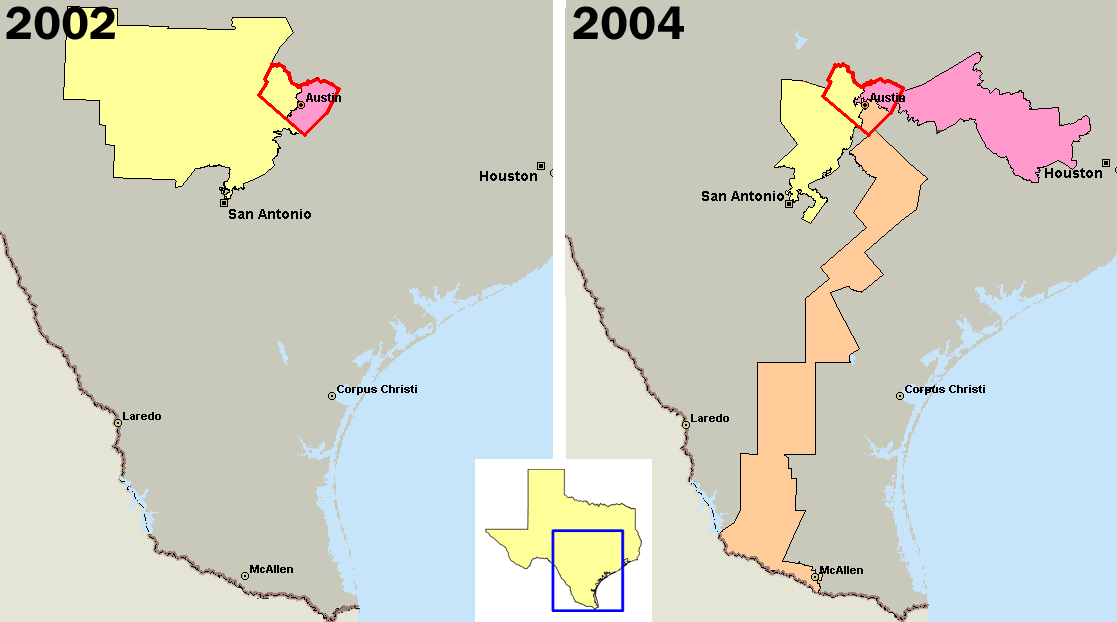 2002
Austin
Houston
San Antonio
Corpus Christi
Laredo
McAllen
2004
Austin
Houston
San Antonio
Corpus Christi
Laredo
McAllen